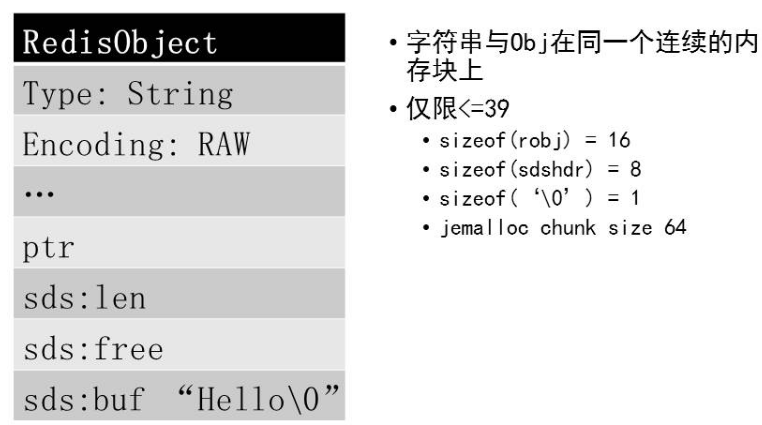 RedisObject
Type: String
Encoding: RAW
…
ptr
sds:len
sds:free
sds:buf “Hello\0”
• 字符串与Obj在同一个连续的内
存块上
• 仅限<=39
• sizeof(robj) = 16
• sizeof(sdshdr) = 8
• sizeof(‘\0’) = 1
• jemalloc chunk size 64